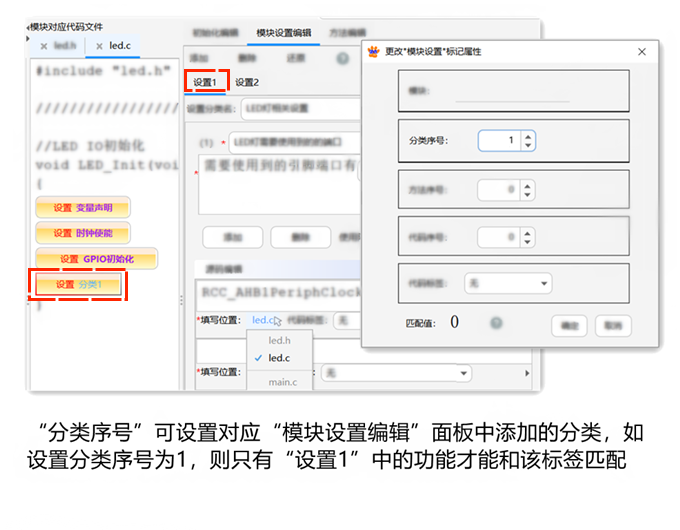 模块对应代码文件
led.h
led.c
#include "led.h"
/////////////////
//LED IO初始化
void LED_Init(voi
{
设置 变量声明
设置 时钟使能
设置 GPIO初始化
设置 分类1
初始化编辑
模块设置编辑
方法编辑
添加
删除
还原
设置1
设置2
设置分类名:
LED灯相关设置
(1)
*
LED灯需要使用到的端口
需要使用到的引脚端口有
添加
删除
源码编辑
RCC_AHB1PeriphClock
*填写位置:
led.c
代码标签:
无
led.h
led.c
main.c
*填写位置:
无
更改"模块设置"标记属性
模块:
分类序号:
1
方法序号:
0
代码序号:
0
代码标签:
无
匹配值:
0
确定
取消
“分类序号”可设置对应“模块设置编辑”面板中添加的分类，如
设置分类序号为1，则只有“设置1”中的功能才能和该标签匹配